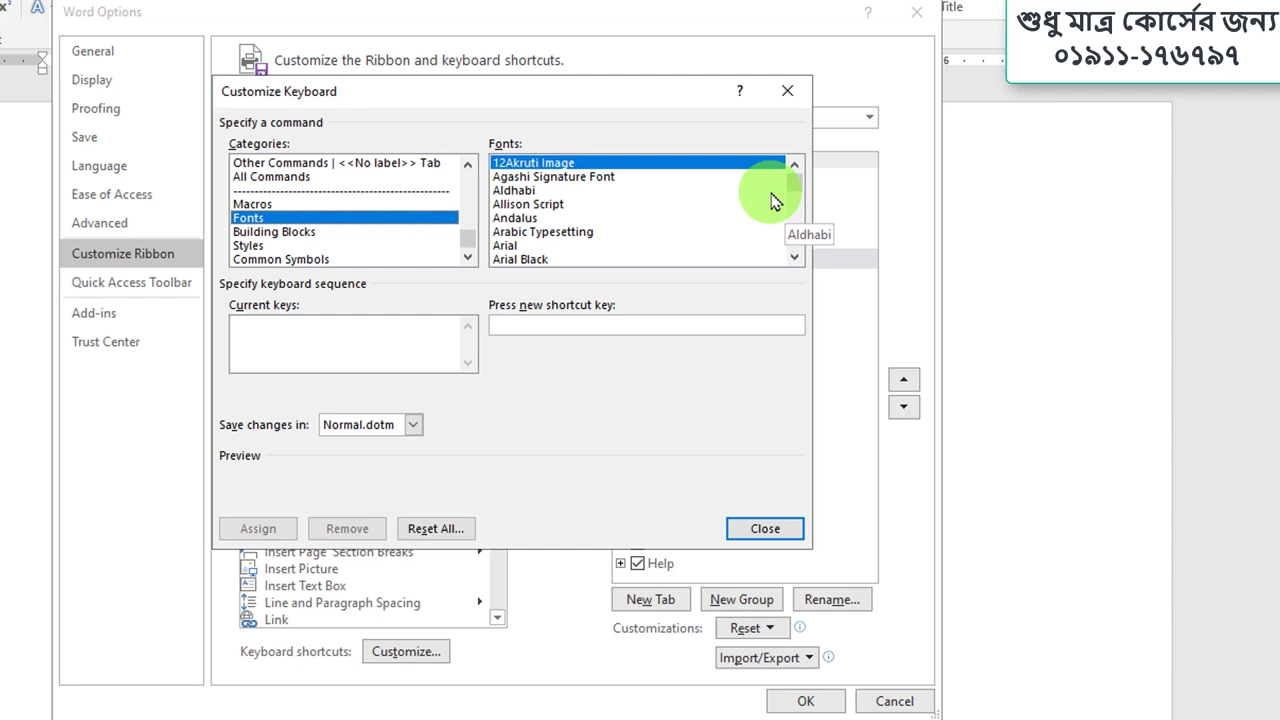 Word Options
?
Title
শুধু মাত্র কোর্সের জন্য
০১৯১১-১৭৬৭৯৭
General
Display
Proofing
Save
Language
Ease of Access
Advanced
Customize Ribbon
Quick Access Toolbar
Add-ins
Trust Center
Customize the Ribbon and keyboard shortcuts.
Customize Keyboard
?
Specify a command
Categories:
Other Commands | <<No label>> Tab
All Commands
Macros
Fonts
Building Blocks
Styles
Common Symbols
Fonts:
12Akruti Image
Agashi Signature Font
Aldhabi
Allison Script
Andalus
Arabic Typesetting
Arial
Arial Black
Aldhabi
Specify keyboard sequence
Current keys:
Press new shortcut key:
Save changes in:
Normal.dotm
Preview
Assign
Remove
Reset All...
Close
Insert Page Section Breaks
Insert Picture
Insert Text Box
Line and Paragraph Spacing
Link
Help
New Tab
New Group
Rename...
Customizations:
Reset
Import/Export
Keyboard shortcuts:
Customize...
OK
Cancel